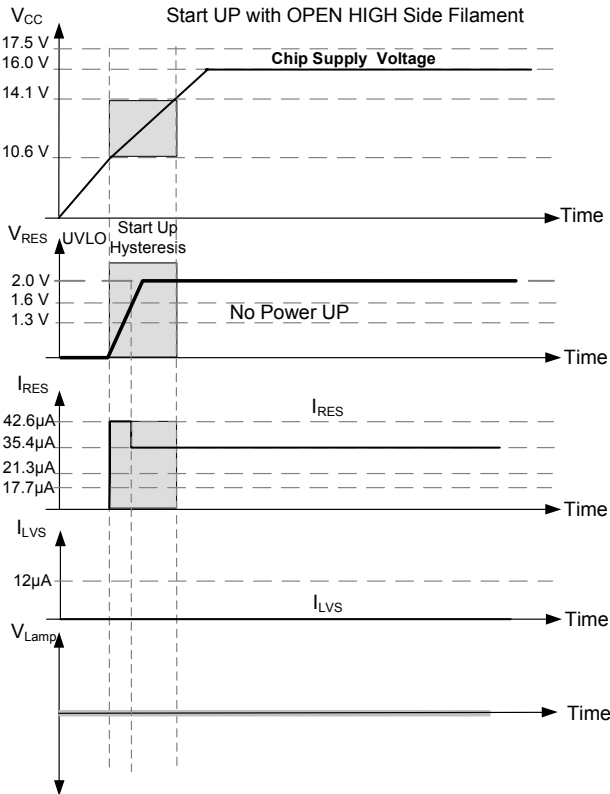 Start UP with OPEN HIGH Side Filament
VCC
17.5 V
16.0 V
Chip Supply Voltage
14.1 V
10.6 V
Time
VRES
UVLO
Start Up
Hysteresis
2.0 V
1.6 V
1.3 V
No Power UP
Time
IRES
IRES
42.6µA
35.4µA
21.3µA
17.7µA
Time
ILVS
12µA
ILVS
Time
VLamp
Time